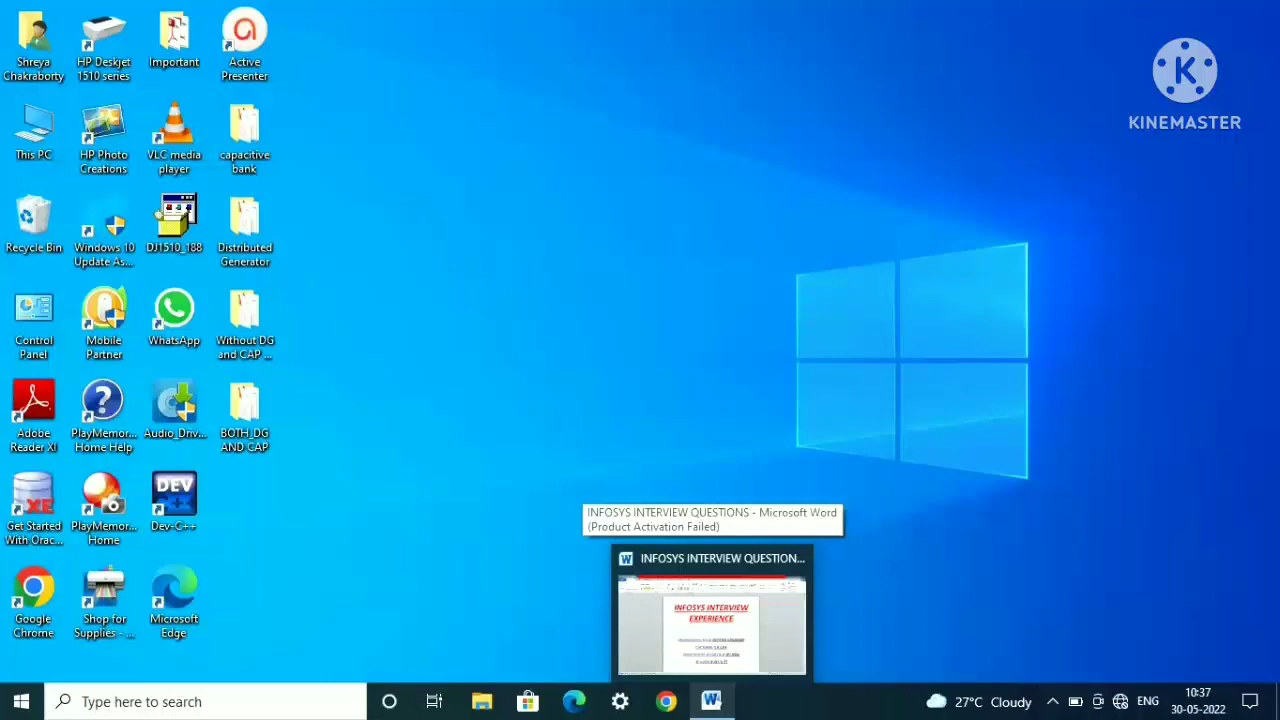 Shreya
Chakraborty
HP Deskjet
1510 series
Important
Active
Presenter
KINEMASTER
This PC
HP Photo
Creations
VLC media
player
capacitive
bank
Recycle Bin
Windows 10
Update As...
DJ1510_188
Distributed
Generator
Control
Panel
Mobile
Partner
WhatsApp
Without DG
and CAP ...
Adobe
Reader XI
PlayMemor...
Home Help
Audio_Driv...
BOTH_DG
AND CAP
Get Started
With Orac...
PlayMemor...
Home
DEV
C++
Dev-C++
INFOSYS INTERVIEW QUESTIONS - Microsoft Word
(Product Activation Failed)
INFOSYS INTERVIEW QUESTION...
INFOSYS INTERVIEW
EXPERIENCE
Google
Chrome
Shop for
Supplies - ...
Microsoft
Edge
Type here to search
27°C Cloudy
ENG
10:37
30-05-2022